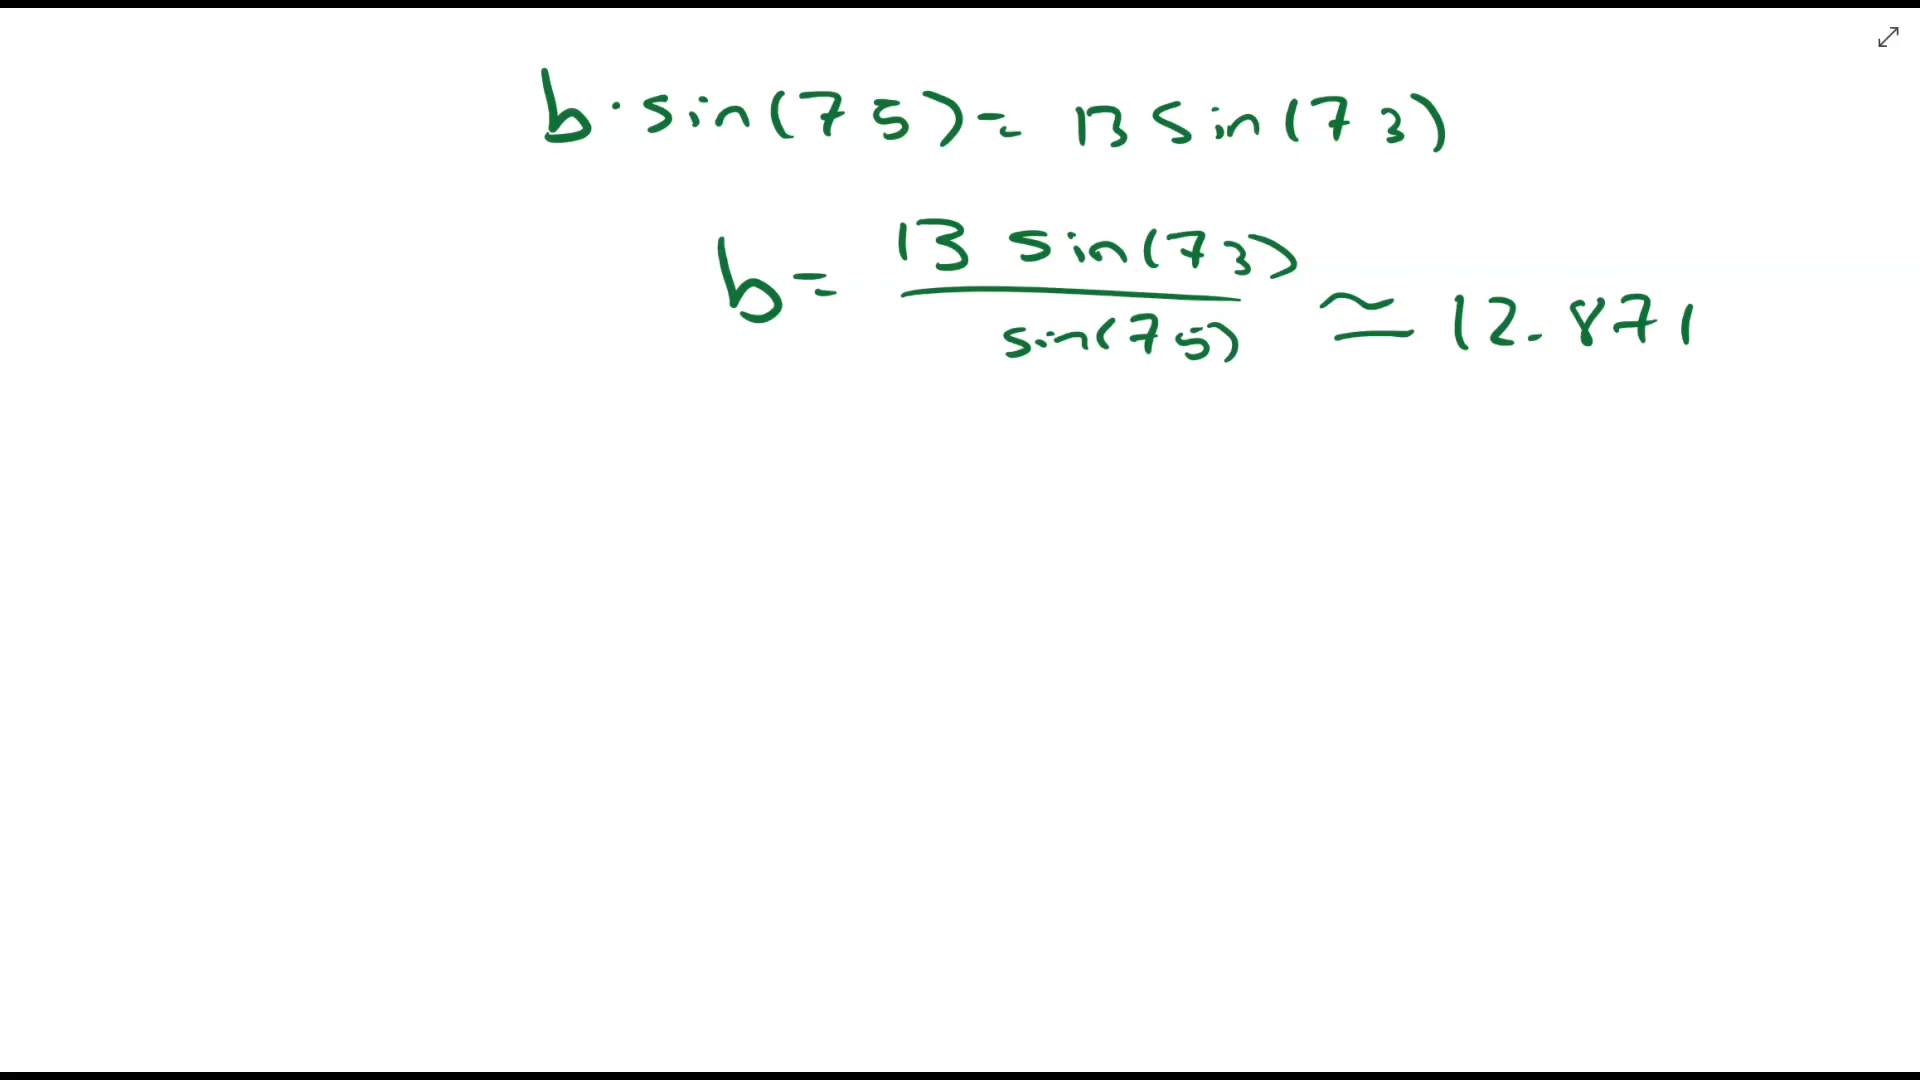 b · sin(75) = 13 sin(73)
b = 13 sin(73) / sin(75) ≃ 12.871